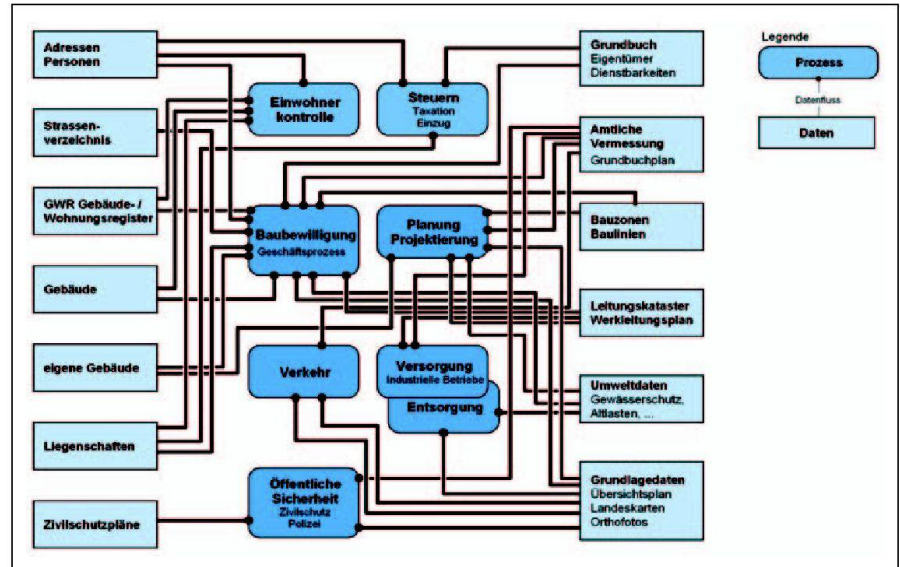 Adressen
Personen
Strassen-
verzeichnis
GWR Gebäude- /
Wohnungsregister
Gebäude
eigene Gebäude
Liegenschaften
Zivilschutzpläne
Einwohner
kontrolle
Steuern
Taxation
Einzug
Baubewilligung
Geschäftsprozess
Planung
Projektierung
Verkehr
Versorgung
Industrielle Betriebe
Entsorgung
Öffentliche
Sicherheit
Zivilschutz
Polizei
Grundbuch
Eigentümer
Dienstbarkeiten
Amtliche
Vermessung
Grundbuchplan
Bauzonen
Baulinien
Leitungskataster
Werkleitungsplan
Umweltdaten
Gewässerschutz,
Altlasten, ...
Grundlagedaten
Übersichtsplan
Landeskarten
Orthofotos
Legende
Prozess
Datenfluss
Daten